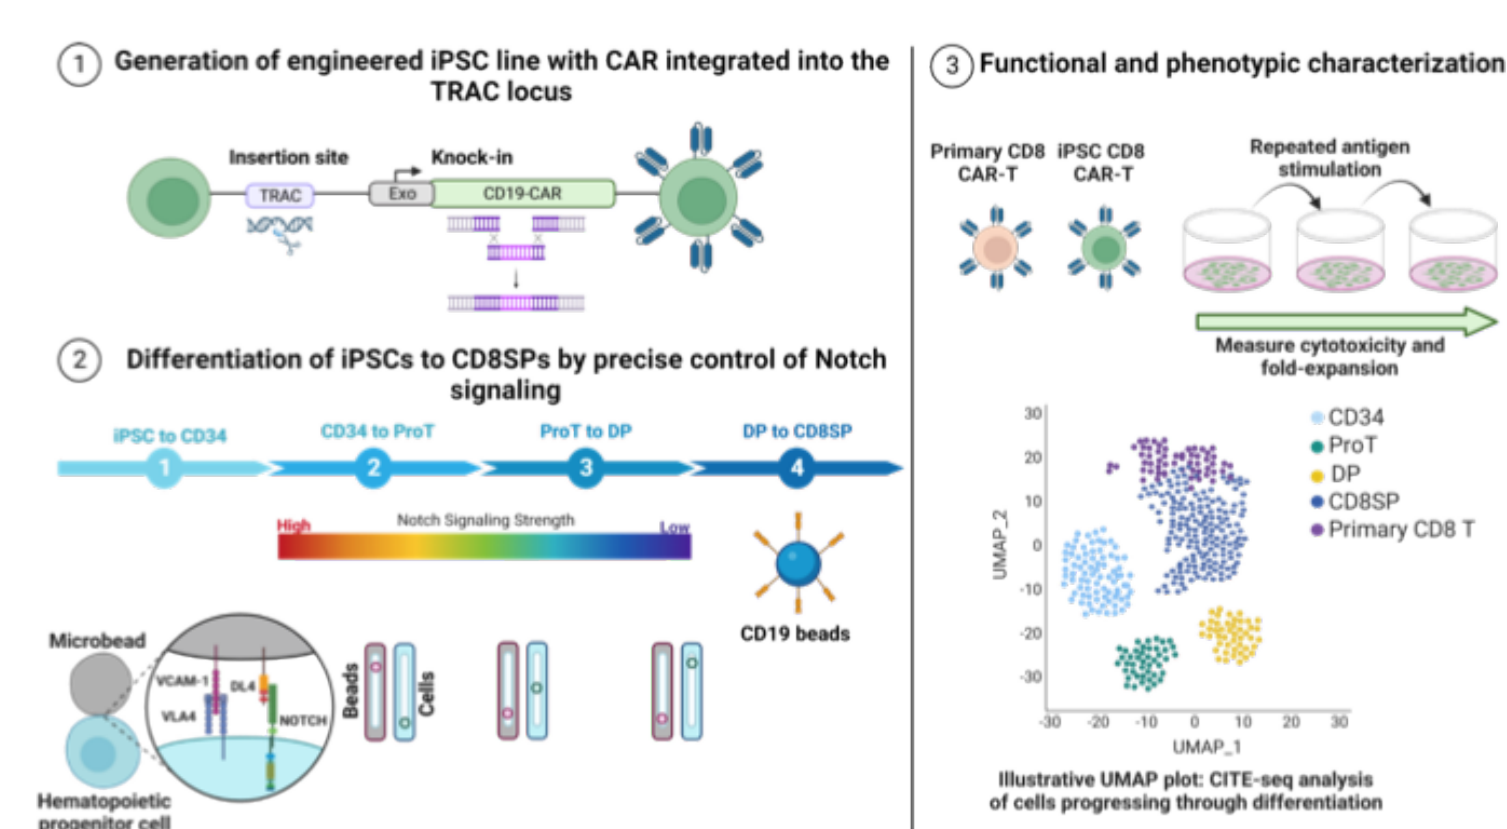 1
Generation of engineered iPSC line with CAR integrated into the
TRAC locus
Insertion site
Knock-in
TRAC
Exo
CD19-CAR
2
Differentiation of iPSCs to CD8SPs by precise control of Notch
signaling
iPSC to CD34
CD34 to ProT
ProT to DP
DP to CD8SP
1
2
3
4
High
Notch Signaling Strength
Low
CD19 beads
Microbead
VCAM-1
DL4
VLA4
NOTCH
Beads
Cells
Hematopoietic
progenitor cell
3
Functional and phenotypic characterization
Primary CD8
CAR-T
iPSC CD8
CAR-T
Repeated antigen
stimulation
Measure cytotoxicity and
fold-expansion
30
20
10
0
-10
-20
-30
UMAP_2
CD34
ProT
DP
CD8SP
Primary CD8 T
-30
-20
-10
0
10
20
30
UMAP_1
Illustrative UMAP plot: CITE-seq analysis
of cells progressing through differentiation